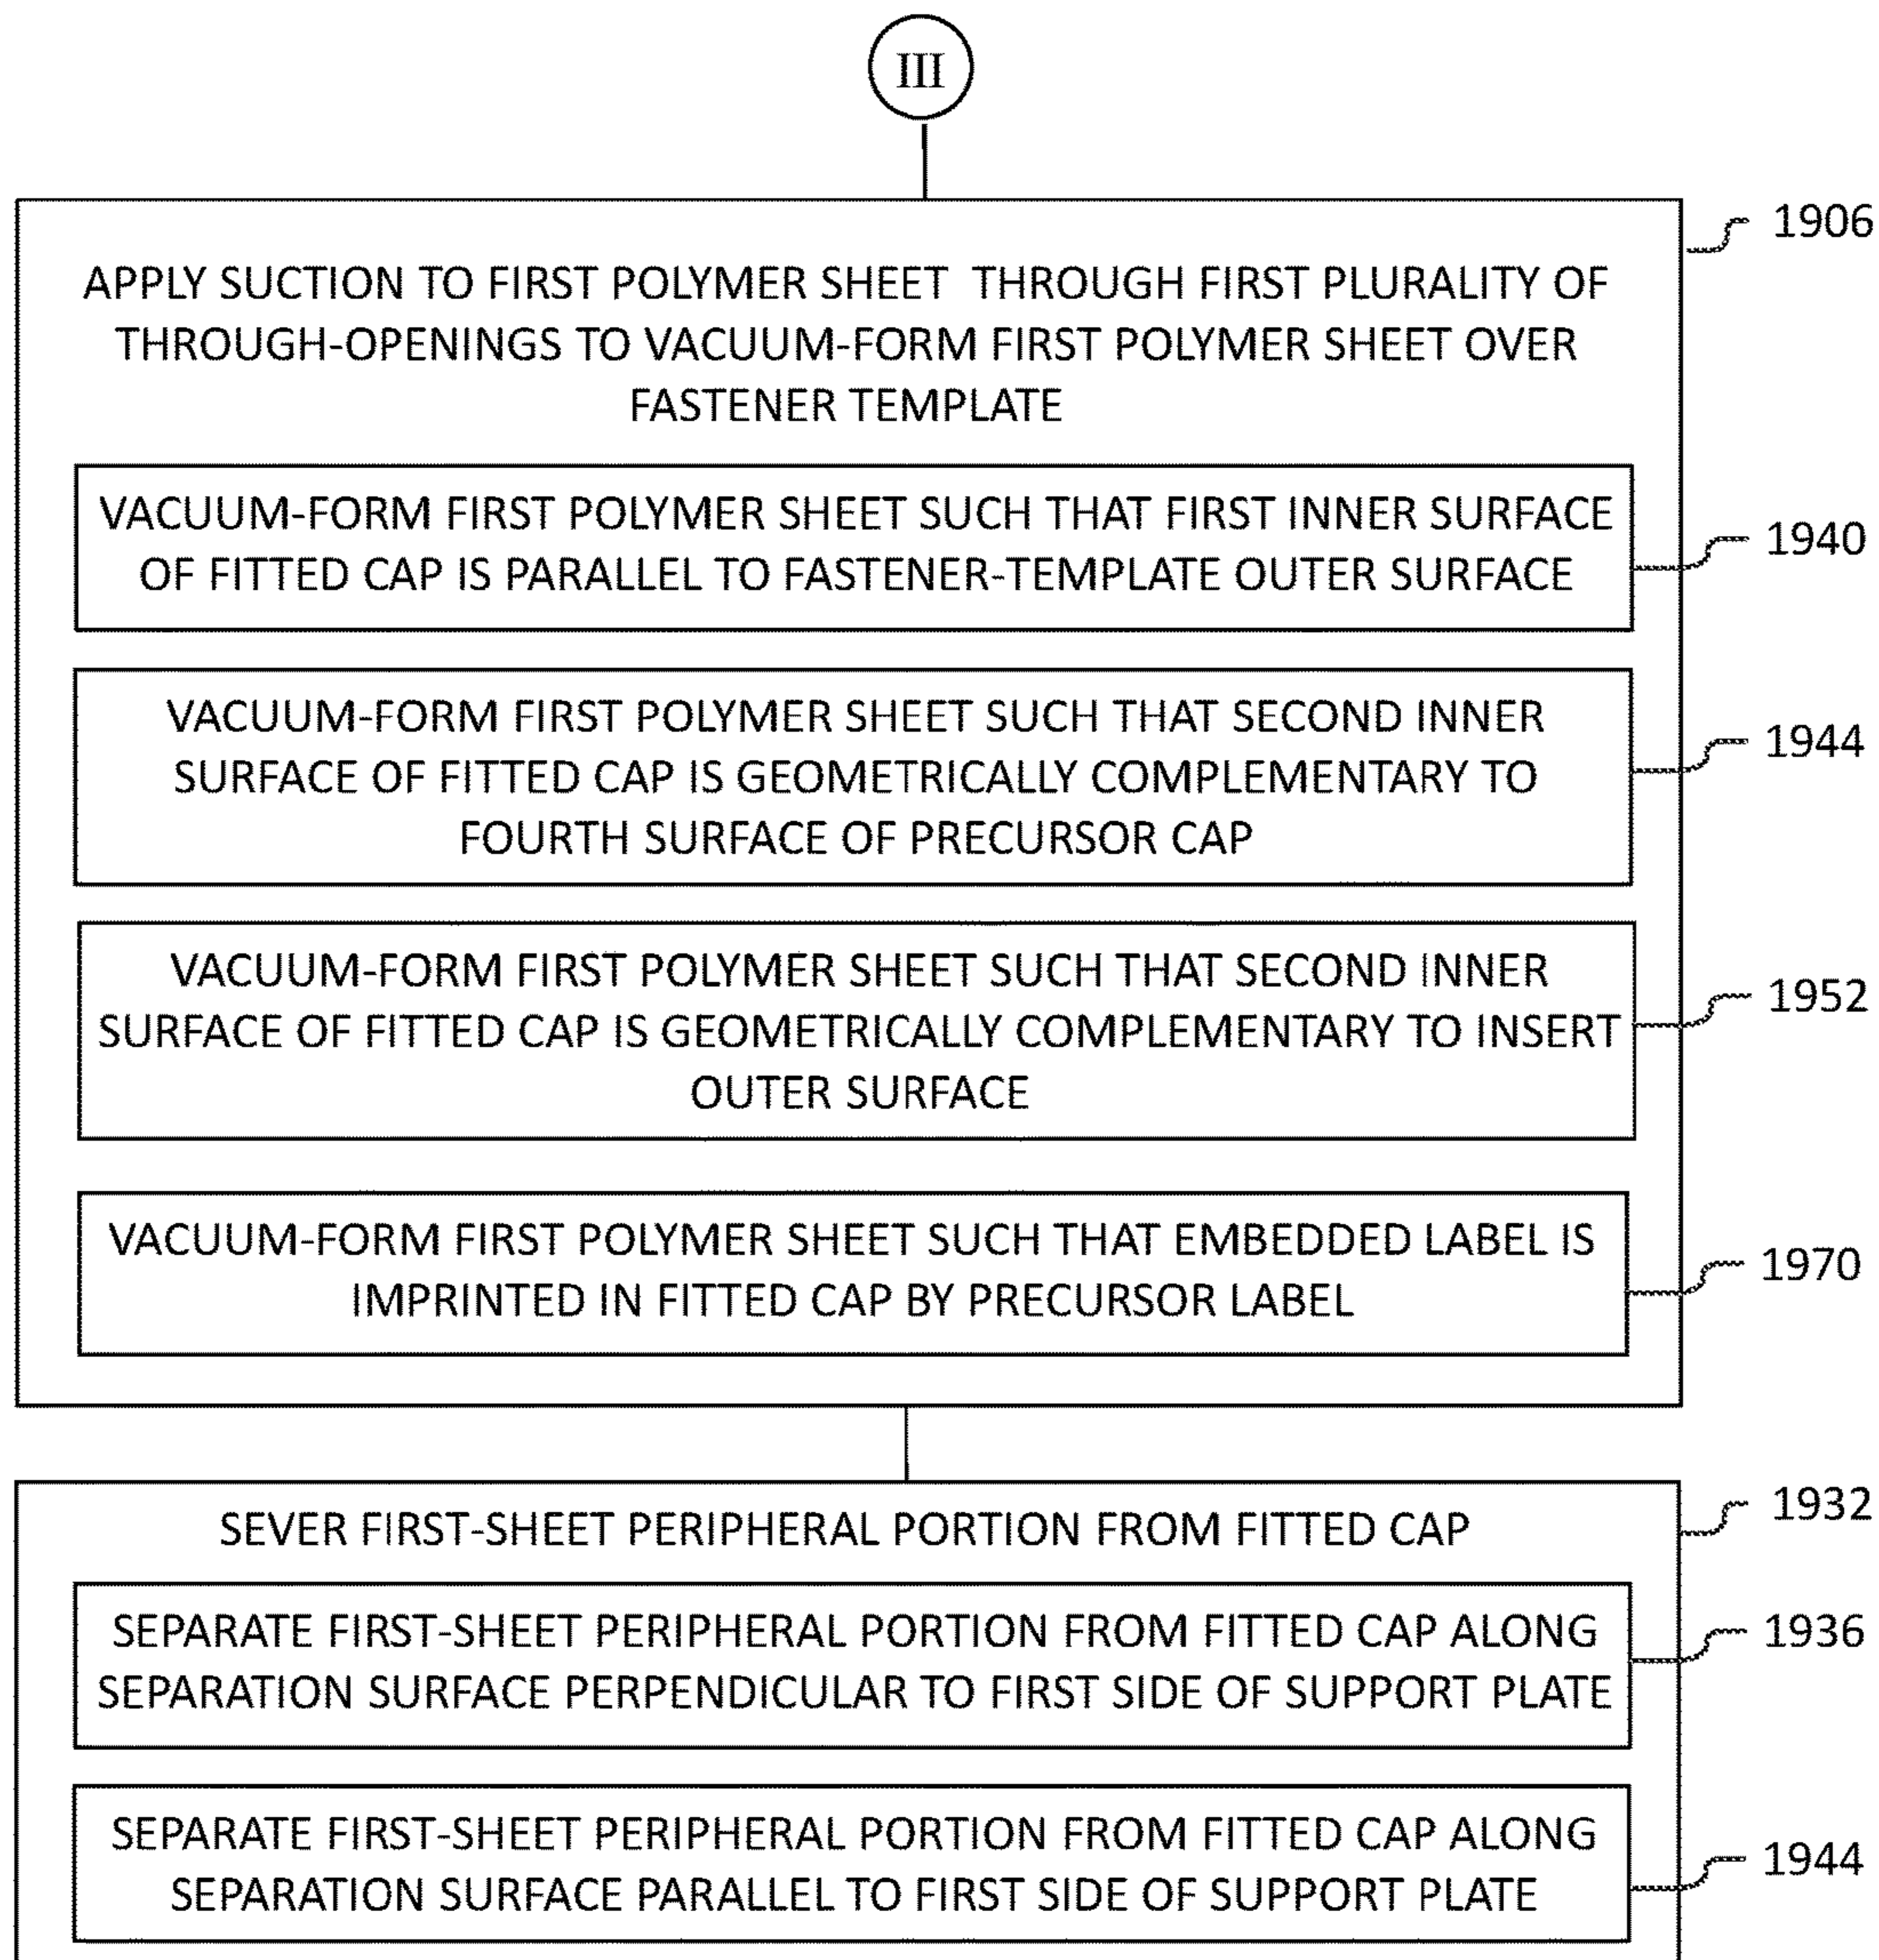 III
1906
APPLY SUCTION TO FIRST POLYMER SHEET THROUGH FIRST PLURALITY OF
THROUGH-OPENINGS TO VACUUM-FORM FIRST POLYMER SHEET OVER
FASTENER TEMPLATE
VACUUM-FORM FIRST POLYMER SHEET SUCH THAT FIRST INNER SURFACE
OF FITTED CAP IS PARALLEL TO FASTENER-TEMPLATE OUTER SURFACE
1940
VACUUM-FORM FIRST POLYMER SHEET SUCH THAT SECOND INNER
SURFACE OF FITTED CAP IS GEOMETRICALLY COMPLEMENTARY TO
FOURTH SURFACE OF PRECURSOR CAP
1944
VACUUM-FORM FIRST POLYMER SHEET SUCH THAT SECOND INNER
SURFACE OF FITTED CAP IS GEOMETRICALLY COMPLEMENTARY TO INSERT
OUTER SURFACE
1952
VACUUM-FORM FIRST POLYMER SHEET SUCH THAT EMBEDDED LABEL IS
IMPRINTED IN FITTED CAP BY PRECURSOR LABEL
1970
SEVER FIRST-SHEET PERIPHERAL PORTION FROM FITTED CAP
1932
SEPARATE FIRST-SHEET PERIPHERAL PORTION FROM FITTED CAP ALONG
SEPARATION SURFACE PERPENDICULAR TO FIRST SIDE OF SUPPORT PLATE
1936
SEPARATE FIRST-SHEET PERIPHERAL PORTION FROM FITTED CAP ALONG
SEPARATION SURFACE PARALLEL TO FIRST SIDE OF SUPPORT PLATE
1944